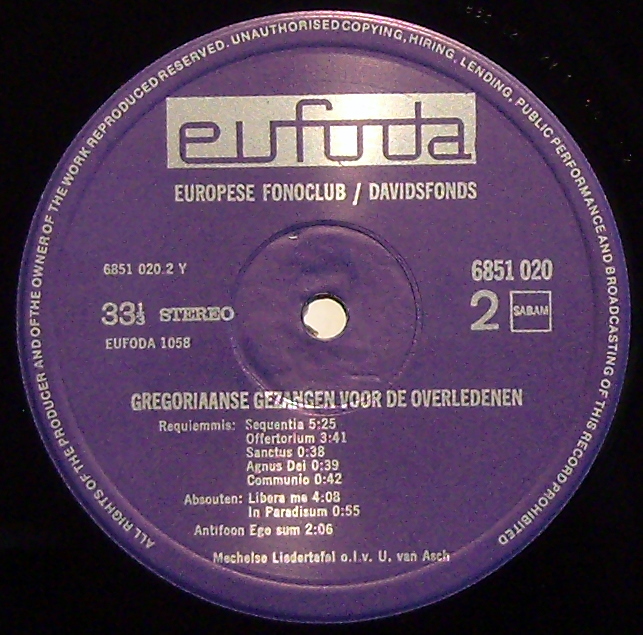 ALL RIGHTS OF THE PRODUCER AND OF THE OWNER OF THE WORK REPRODUCED RESERVED. UNAUTHORISED COPYING, HIRING, LENDING, PUBLIC PERFORMANCE AND BROADCASTING OF THIS RECORD PROHIBITED
eufoda
EUROPESE FONOCLUB / DAVIDSFONDS
6851 020.2 Y
6851 020
33⅓ STEREO
2 SABAM
EUFODA 1058
GREGORIAANSE GEZANGEN VOOR DE OVERLEDENEN
Requiemmis: Sequentia 5:25
Offertorium 3:41
Sanctus 0:38
Agnus Dei 0:39
Communio 0:42
Absouten: Libera me 4:08
In Paradisum 0:55
Antifoon Ego sum 2:06
Mechelse Liedertafel o.l.v. U. van Asch